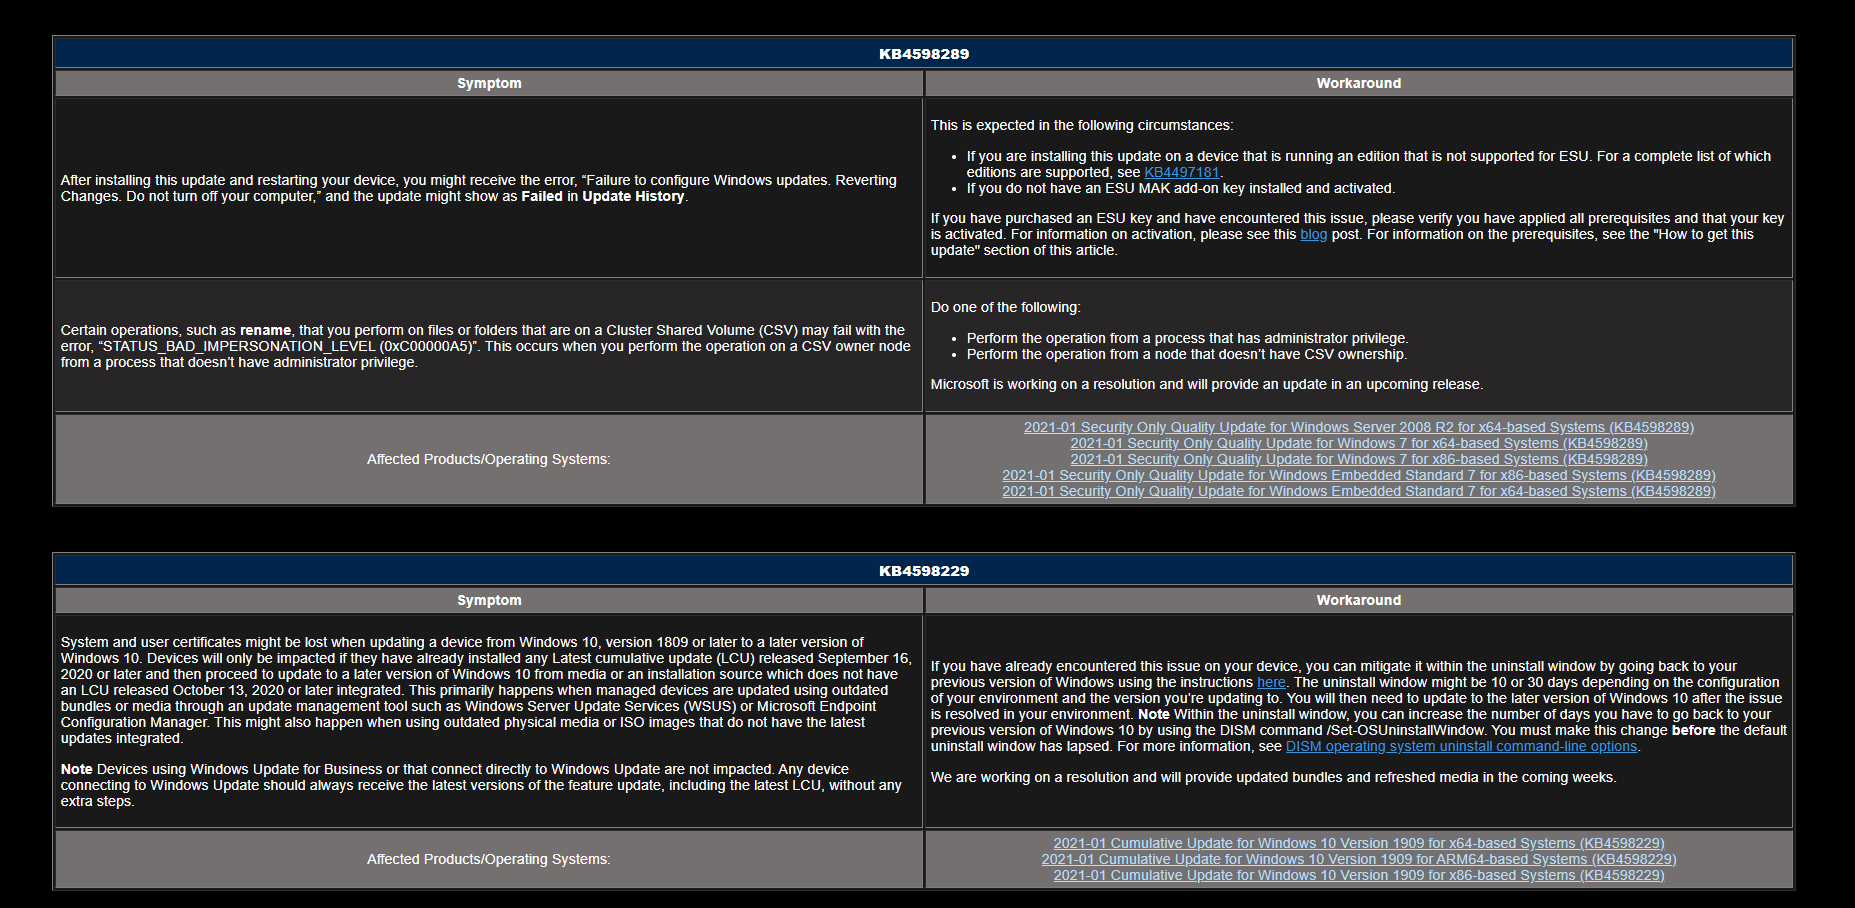 KB4598289
Symptom
Workaround
After installing this update and restarting your device, you might receive the error, “Failure to configure Windows updates. Reverting
Changes. Do not turn off your computer,” and the update might show as Failed in Update History.
This is expected in the following circumstances:
• If you are installing this update on a device that is running an edition that is not supported for ESU. For a complete list of which
editions are supported, see KB4497181.
• If you do not have an ESU MAK add-on key installed and activated.
If you have purchased an ESU key and have encountered this issue, please verify you have applied all prerequisites and that your key
is activated. For information on activation, please see this blog post. For information on the prerequisites, see the "How to get this
update" section of this article.
Certain operations, such as rename, that you perform on files or folders that are on a Cluster Shared Volume (CSV) may fail with the
error, “STATUS_BAD_IMPERSONATION_LEVEL (0xC00000A5)”. This occurs when you perform the operation on a CSV owner node
from a process that doesn’t have administrator privilege.
Do one of the following:
• Perform the operation from a process that has administrator privilege.
• Perform the operation from a node that doesn’t have CSV ownership.
Microsoft is working on a resolution and will provide an update in an upcoming release.
Affected Products/Operating Systems:
2021-01 Security Only Quality Update for Windows Server 2008 R2 for x64-based Systems (KB4598289)
2021-01 Security Only Quality Update for Windows 7 for x64-based Systems (KB4598289)
2021-01 Security Only Quality Update for Windows 7 for x86-based Systems (KB4598289)
2021-01 Security Only Quality Update for Windows Embedded Standard 7 for x86-based Systems (KB4598289)
2021-01 Security Only Quality Update for Windows Embedded Standard 7 for x64-based Systems (KB4598289)
KB4598229
Symptom
Workaround
System and user certificates might be lost when updating a device from Windows 10, version 1809 or later to a later version of
Windows 10. Devices will only be impacted if they have already installed any Latest cumulative update (LCU) released September 16,
2020 or later and then proceed to update to a later version of Windows 10 from media or an installation source which does not have
an LCU released October 13, 2020 or later integrated. This primarily happens when managed devices are updated using outdated
bundles or media through an update management tool such as Windows Server Update Services (WSUS) or Microsoft Endpoint
Configuration Manager. This might also happen when using outdated physical media or ISO images that do not have the latest
updates integrated.
Note Devices using Windows Update for Business or that connect directly to Windows Update are not impacted. Any device
connecting to Windows Update should always receive the latest versions of the feature update, including the latest LCU, without any
extra steps.
If you have already encountered this issue on your device, you can mitigate it within the uninstall window by going back to your
previous version of Windows using the instructions here. The uninstall window might be 10 or 30 days depending on the configuration
of your environment and the version you’re updating to. You will then need to update to the later version of Windows 10 after the issue
is resolved in your environment. Note Within the uninstall window, you can increase the number of days you have to go back to your
previous version of Windows 10 by using the DISM command /Set-OSUninstallWindow. You must make this change before the default
uninstall window has lapsed. For more information, see DISM operating system uninstall command-line options.
We are working on a resolution and will provide updated bundles and refreshed media in the coming weeks.
Affected Products/Operating Systems:
2021-01 Cumulative Update for Windows 10 Version 1909 for x64-based Systems (KB4598229)
2021-01 Cumulative Update for Windows 10 Version 1909 for ARM64-based Systems (KB4598229)
2021-01 Cumulative Update for Windows 10 Version 1909 for x86-based Systems (KB4598229)